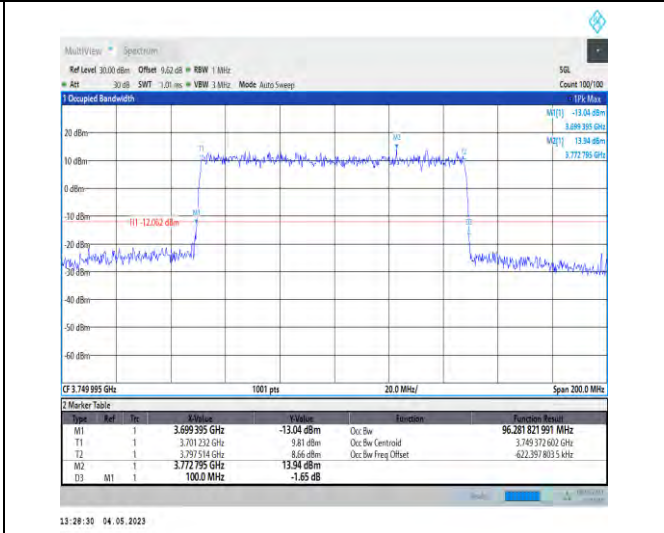 MultiView Spectrum
Ref Level 30.00 dBm Offset 9.62 dB RBW 1 MHz SGL
Att 30 dB SWT 1.01 ms VBW 3 MHz Mode Auto Sweep Count 100/100
1 Occupied Bandwidth 1Pk Max
M1[1] -13.04 dBm
3.699 395 GHz
M2[1] 13.94 dBm
3.772 795 GHz
20 dBm
M2
T1
T2
10 dBm
0 dBm
-10 dBm
M1
H1 -12.062 dBm
D3
-20 dBm
-30 dBm
-40 dBm
-50 dBm
-60 dBm
CF 3.749 995 GHz 1001 pts 20.0 MHz/ Span 200.0 MHz
2 Marker Table
Type Ref Trc X-Value Y-Value Function Function Result
M1 1 3.699 395 GHz -13.04 dBm Occ Bw 96.281 821 991 MHz
T1 1 3.701 232 GHz 9.81 dBm Occ Bw Centroid 3.749 372 602 GHz
T2 1 3.797 514 GHz 8.66 dBm Occ Bw Freq Offset -622.397 803 5 kHz
M2 1 3.772 795 GHz 13.94 dBm
D3 M1 1 100.0 MHz -1.65 dB
13:28:30 04.05.2023